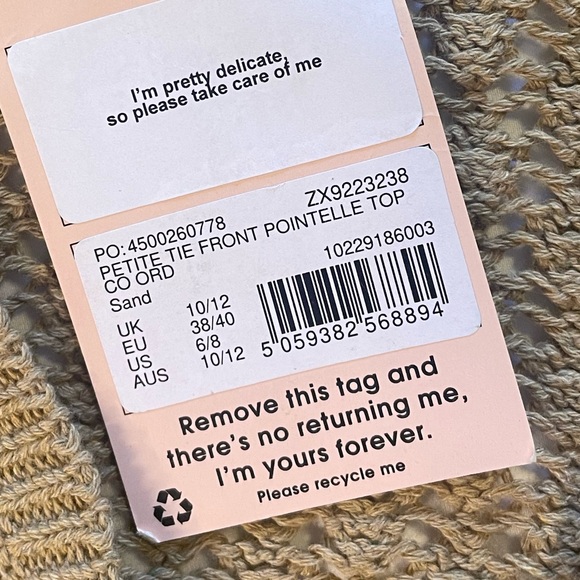 I'm pretty delicate,
so please take care of me
PO:4500260778 ZX9223238
PETITE TIE FRONT POINTELLE TOP
CO ORD
Sand 10229186003
UK 10/12
EU 38/40
US 6/8
AUS 10/12
5 059382 568894
Remove this tag and
there's no returning me,
I'm yours forever.
Please recycle me